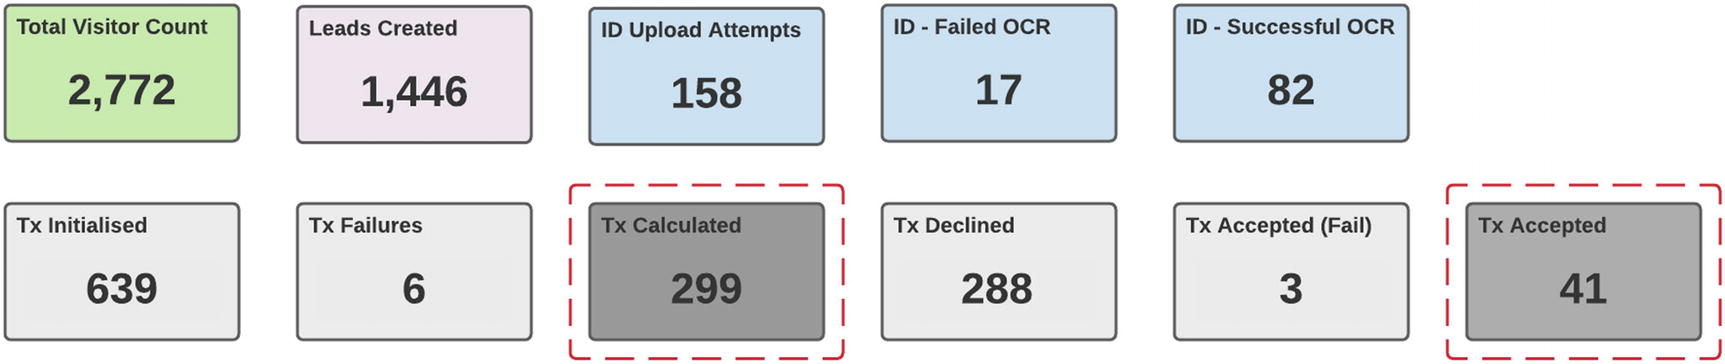 Total Visitor Count
2,772
Leads Created
1,446
ID Upload Attempts
158
ID - Failed OCR
17
ID - Successful OCR
82
Tx Initialised
639
Tx Failures
6
Tx Calculated
299
Tx Declined
288
Tx Accepted (Fail)
3
Tx Accepted
41